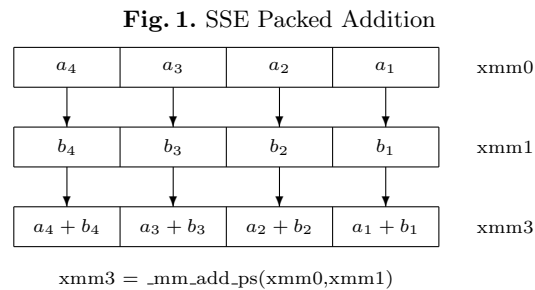 Fig. 1. SSE Packed Addition
a₄ a₃ a₂ a₁ xmm0
b₄ b₃ b₂ b₁ xmm1
a₄ + b₄ a₃ + b₃ a₂ + b₂ a₁ + b₁ xmm3
xmm3 = _mm_add_ps(xmm0,xmm1)